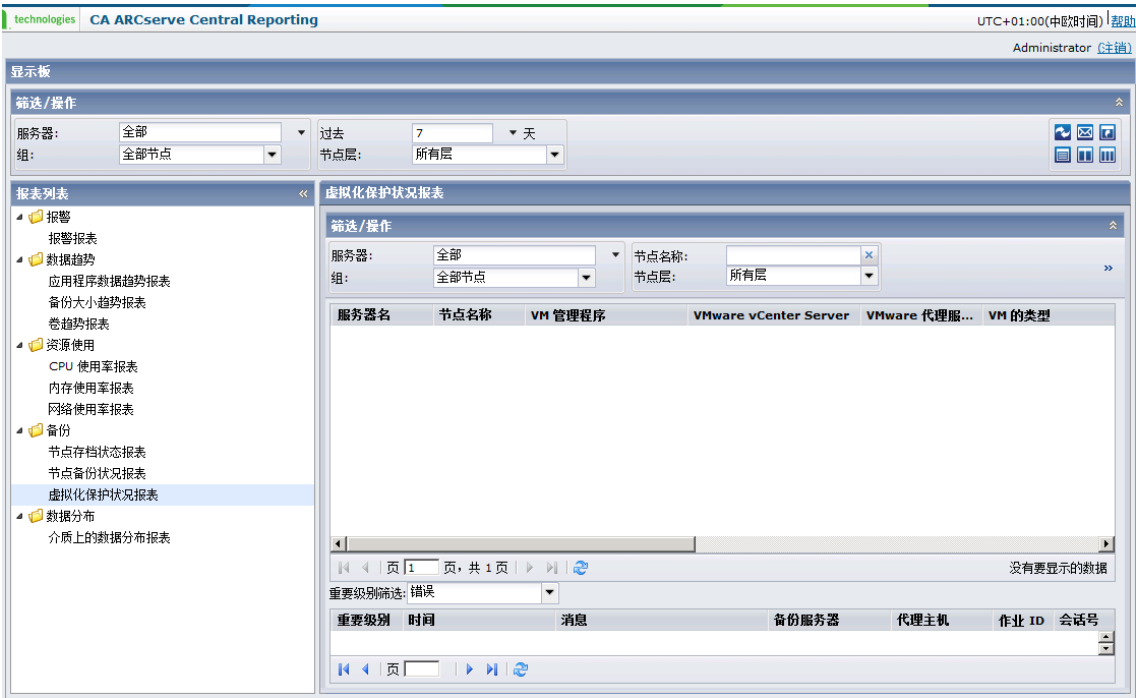 technologies CA ARCserve Central Reporting UTC+01:00(中欧时间) 帮助
Administrator (注销)
显示板
筛选/操作
服务器: 全部 过去 7 天
组: 全部节点 节点层: 所有层
报表列表
报警
报警报表
数据趋势
应用程序数据趋势报表
备份大小趋势报表
卷趋势报表
资源使用
CPU 使用率报表
内存使用率报表
网络使用率报表
备份
节点存档状态报表
节点备份状况报表
虚拟化保护状况报表
数据分布
介质上的数据分布报表
虚拟化保护状况报表
筛选/操作
服务器: 全部 节点名称:
组: 全部节点 节点层: 所有层
服务器名 节点名称 VM 管理程序 VMware vCenter Server VMware 代理服... VM 的类型
页 1 页，共 1 页 没有要显示的数据
重要级别筛选: 错误
重要级别 时间 消息 备份服务器 代理主机 作业 ID 会话号
页